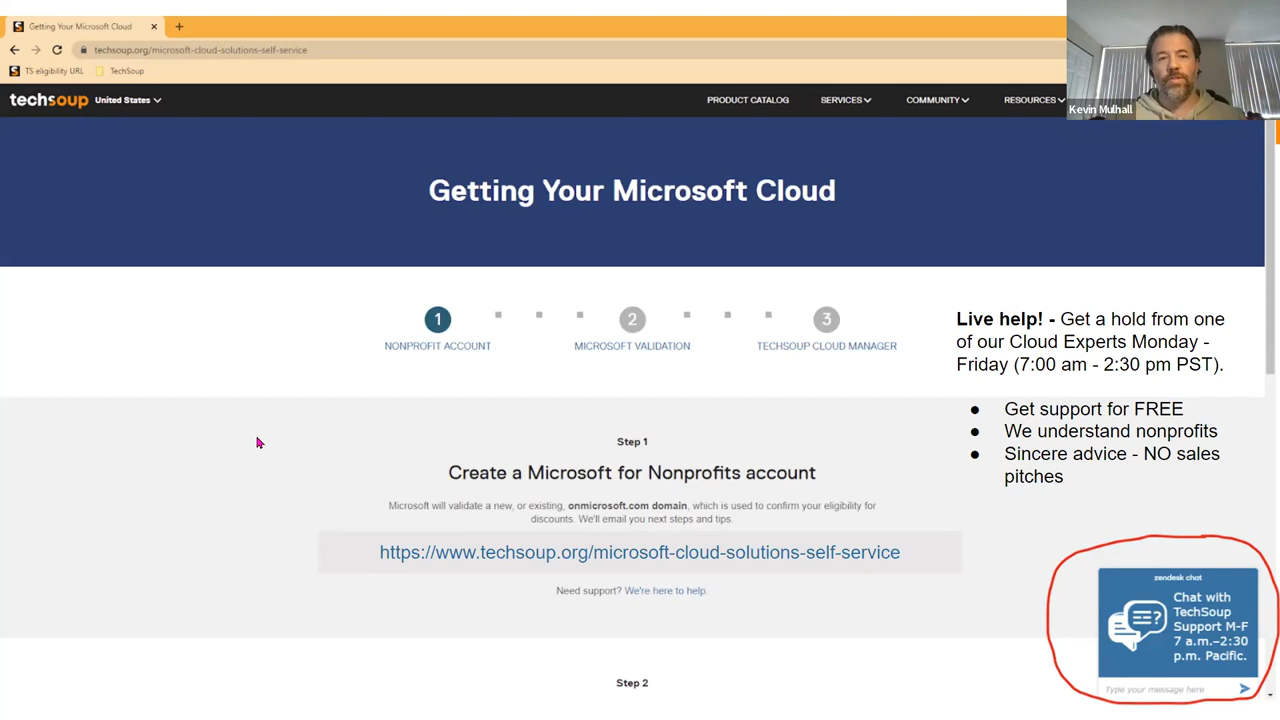 Getting Your Microsoft Cloud
techsoup.org/microsoft-cloud-solutions-self-service
TS eligibility URL TechSoup
techsoup United States
PRODUCT CATALOG SERVICES COMMUNITY RESOURCES
Kevin Mulhall
Getting Your Microsoft Cloud
1 2 3
NONPROFIT ACCOUNT MICROSOFT VALIDATION TECHSOUP CLOUD MANAGER
Live help! - Get a hold from one
of our Cloud Experts Monday -
Friday (7:00 am - 2:30 pm PST).
● Get support for FREE
● We understand nonprofits
● Sincere advice - NO sales
pitches
Step 1
Create a Microsoft for Nonprofits account
Microsoft will validate a new, or existing, onmicrosoft.com domain, which is used to confirm your eligibility for
discounts. We'll email you next steps and tips.
https://www.techsoup.org/microsoft-cloud-solutions-self-service
Need support? We're here to help.
Step 2
zendesk chat
Chat with
TechSoup
Support M-F
7 a.m.–2:30
p.m. Pacific.
Type your message here